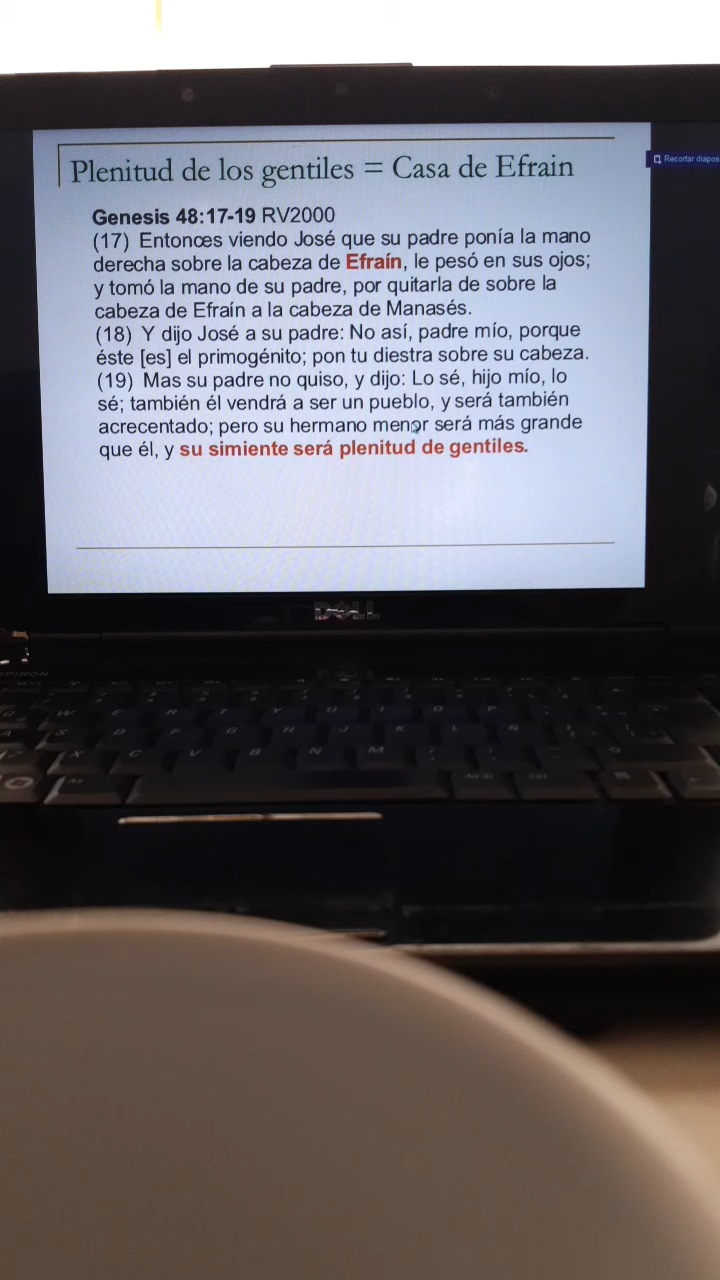 Plenitud de los gentiles = Casa de Efrain
Recortar diapos
Genesis 48:17-19 RV2000
(17) Entonces viendo José que su padre ponía la mano
derecha sobre la cabeza de Efraín, le pesó en sus ojos;
y tomó la mano de su padre, por quitarla de sobre la
cabeza de Efraín a la cabeza de Manasés.
(18) Y dijo José a su padre: No así, padre mío, porque
éste [es] el primogénito; pon tu diestra sobre su cabeza.
(19) Mas su padre no quiso, y dijo: Lo sé, hijo mío, lo
sé; también él vendrá a ser un pueblo, y será también
acrecentado; pero su hermano menor será más grande
que él, y su simiente será plenitud de gentiles.
DELL